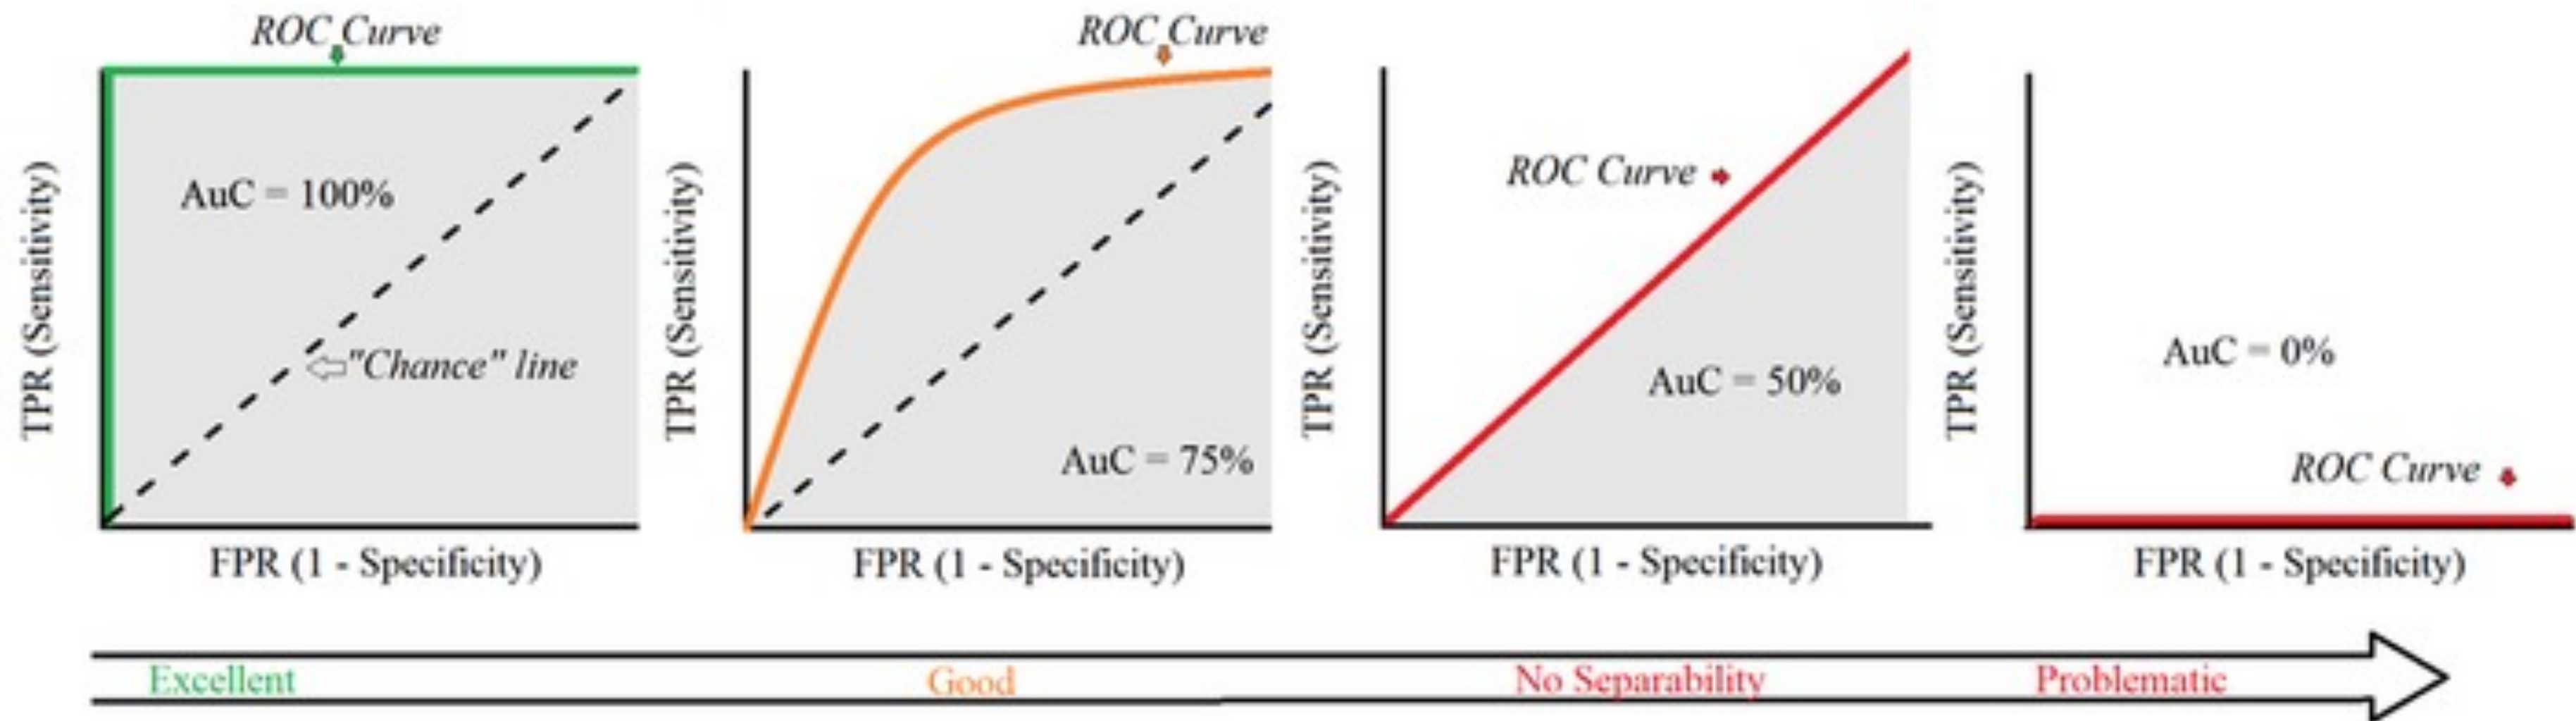 ROC Curve
TPR (Sensitivity)
AuC = 100%
"Chance" line
FPR (1 - Specificity)
ROC Curve
TPR (Sensitivity)
AuC = 75%
FPR (1 - Specificity)
ROC Curve
TPR (Sensitivity)
AuC = 50%
FPR (1 - Specificity)
TPR (Sensitivity)
AuC = 0%
ROC Curve
FPR (1 - Specificity)
Excellent
Good
No Separability
Problematic